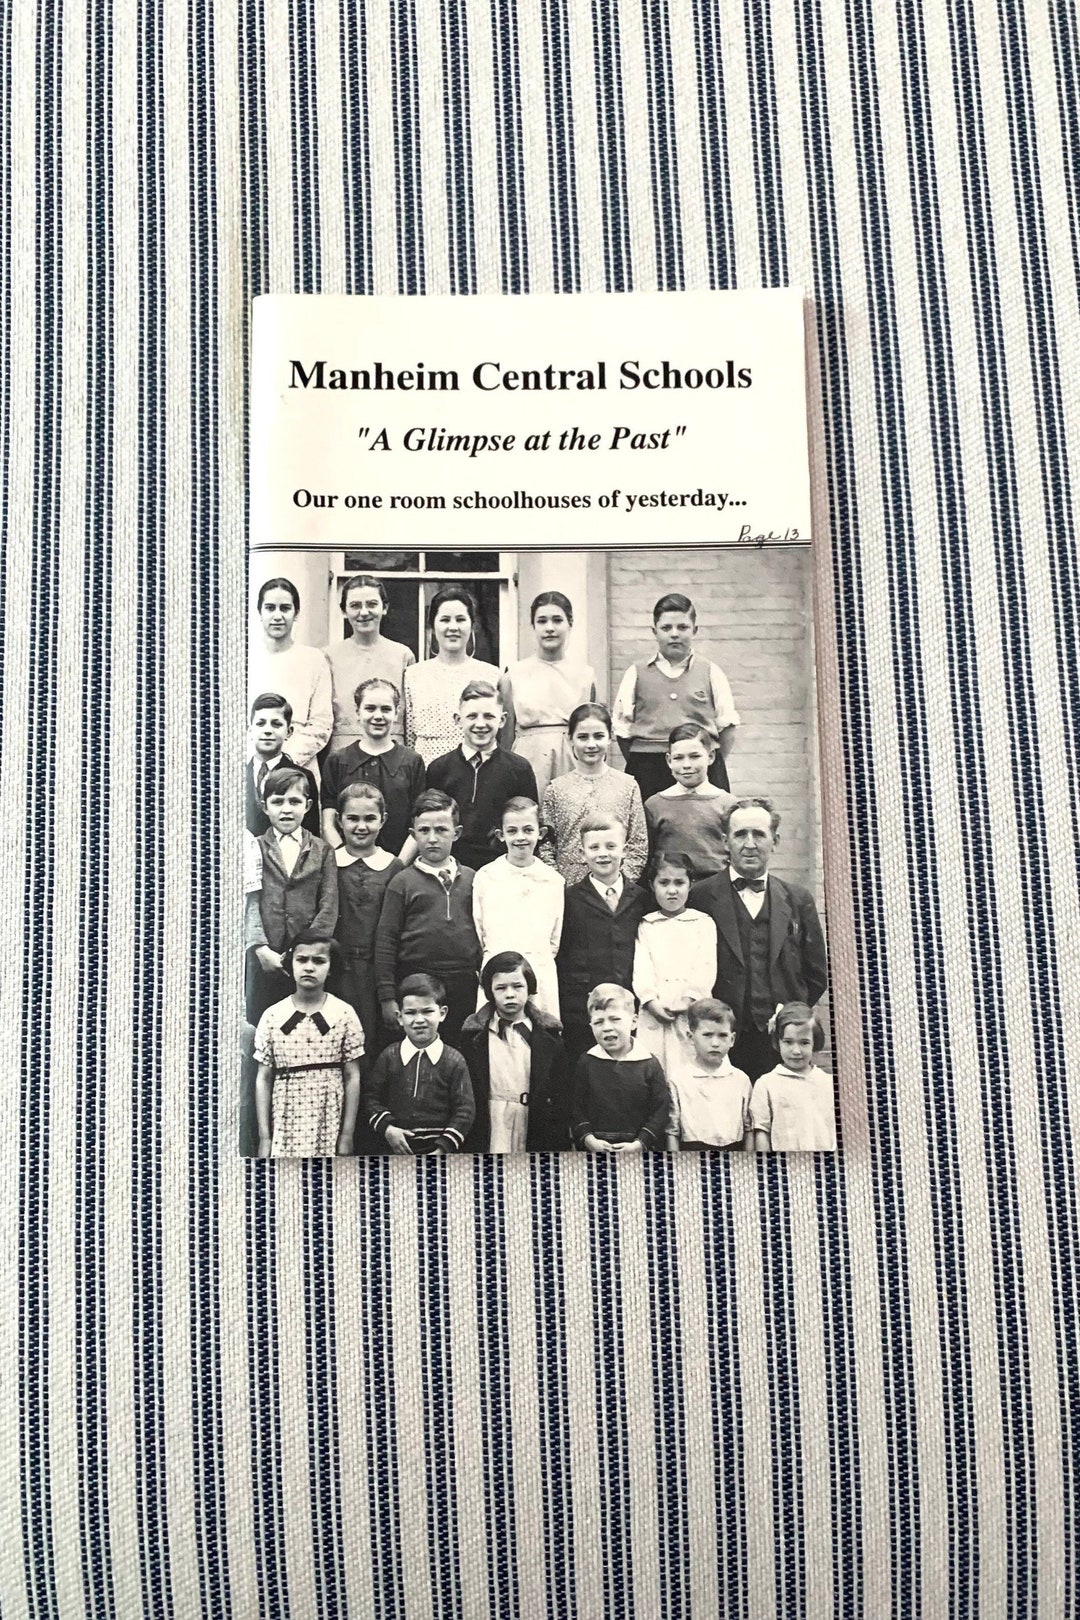 Manheim Central Schools
"A Glimpse at the Past"
Our one room schoolhouses of yesterday...
Page 13